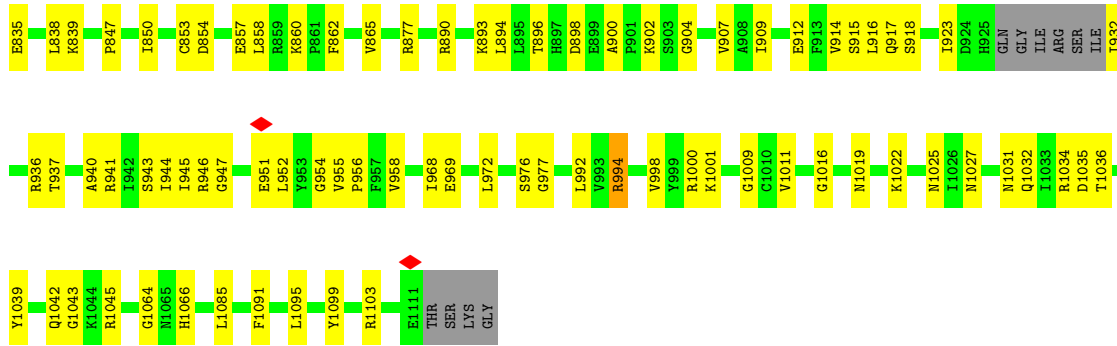 E835 L838 K839 P847 I850 C853 D854 E857 L858 R859 K860 P861 F862 V865 R877 R890 K893 L894 L895 T896 H897 D898 E899 A900 P901 K902 S903 G904 V907 A908 I909 E912 F913 V914 S915 L916 Q917 S918 I923 D924 H925 GLN GLY ILE ARG SER ILE I932
R936 T937 A940 R941 I942 S943 I944 I945 R946 G947 E951 L952 Y953 G954 V955 P956 F957 V958 I968 E969 L972 S976 G977 L992 V993 R994 V998 Y999 R1000 K1001 G1009 C1010 V1011 G1016 N1019 K1022 N1025 I1026 N1027 N1031 Q1032 I1033 R1034 D1035 T1036
Y1039 Q1042 G1043 K1044 R1045 G1064 N1065 H1066 L1085 F1091 L1095 Y1099 R1103 E1111 THR SER LYS GLY